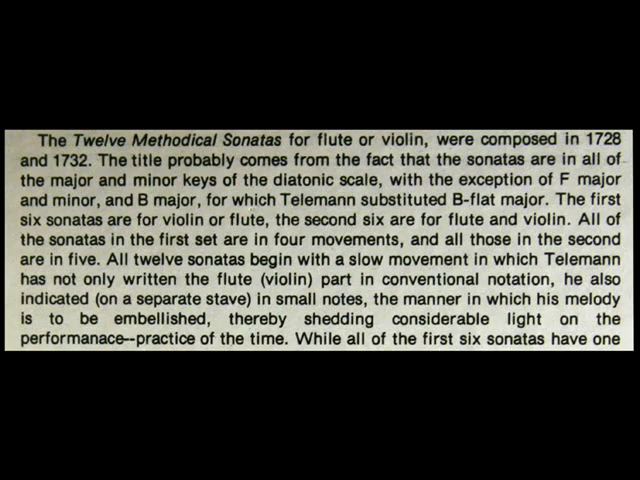 The Twelve Methodical Sonatas for flute or violin, were composed in 1728
and 1732. The title probably comes from the fact that the sonatas are in all of
the major and minor keys of the diatonic scale, with the exception of F major
and minor, and B major, for which Telemann substituted B-flat major. The first
six sonatas are for violin or flute, the second six are for flute and violin. All of
the sonatas in the first set are in four movements, and all those in the second
are in five. All twelve sonatas begin with a slow movement in which Telemann
has not only written the flute (violin) part in conventional notation, he also
indicated (on a separate stave) in small notes, the manner in which his melody
is to be embellished, thereby shedding considerable light on the
performanace--practice of the time. While all of the first six sonatas have one